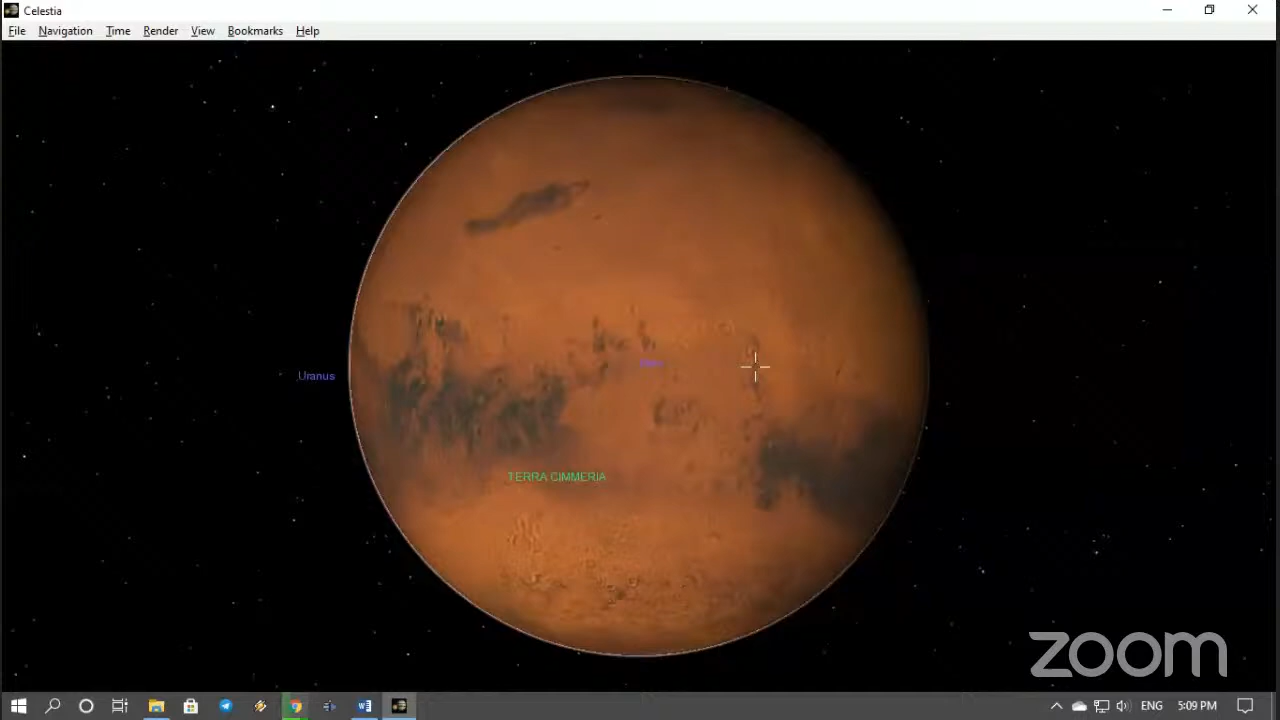 Celestia
File Navigation Time Render View Bookmarks Help
Uranus
TERRA CIMMERIA
zoom
ENG 5:09 PM